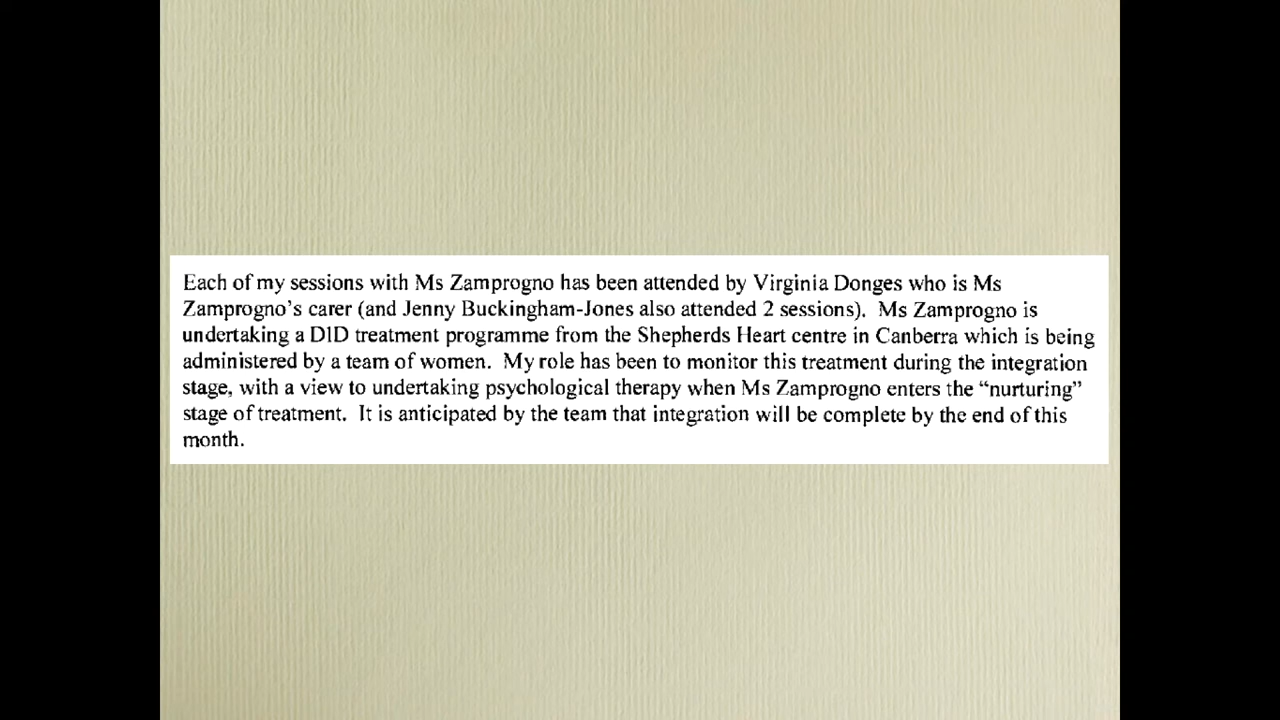 Each of my sessions with Ms Zamprogno has been attended by Virginia Donges who is Ms
Zamprogno's carer (and Jenny Buckingham-Jones also attended 2 sessions). Ms Zamprogno is
undertaking a DID treatment programme from the Shepherds Heart centre in Canberra which is being
administered by a team of women. My role has been to monitor this treatment during the integration
stage, with a view to undertaking psychological therapy when Ms Zamprogno enters the “nurturing”
stage of treatment. It is anticipated by the team that integration will be complete by the end of this
month.